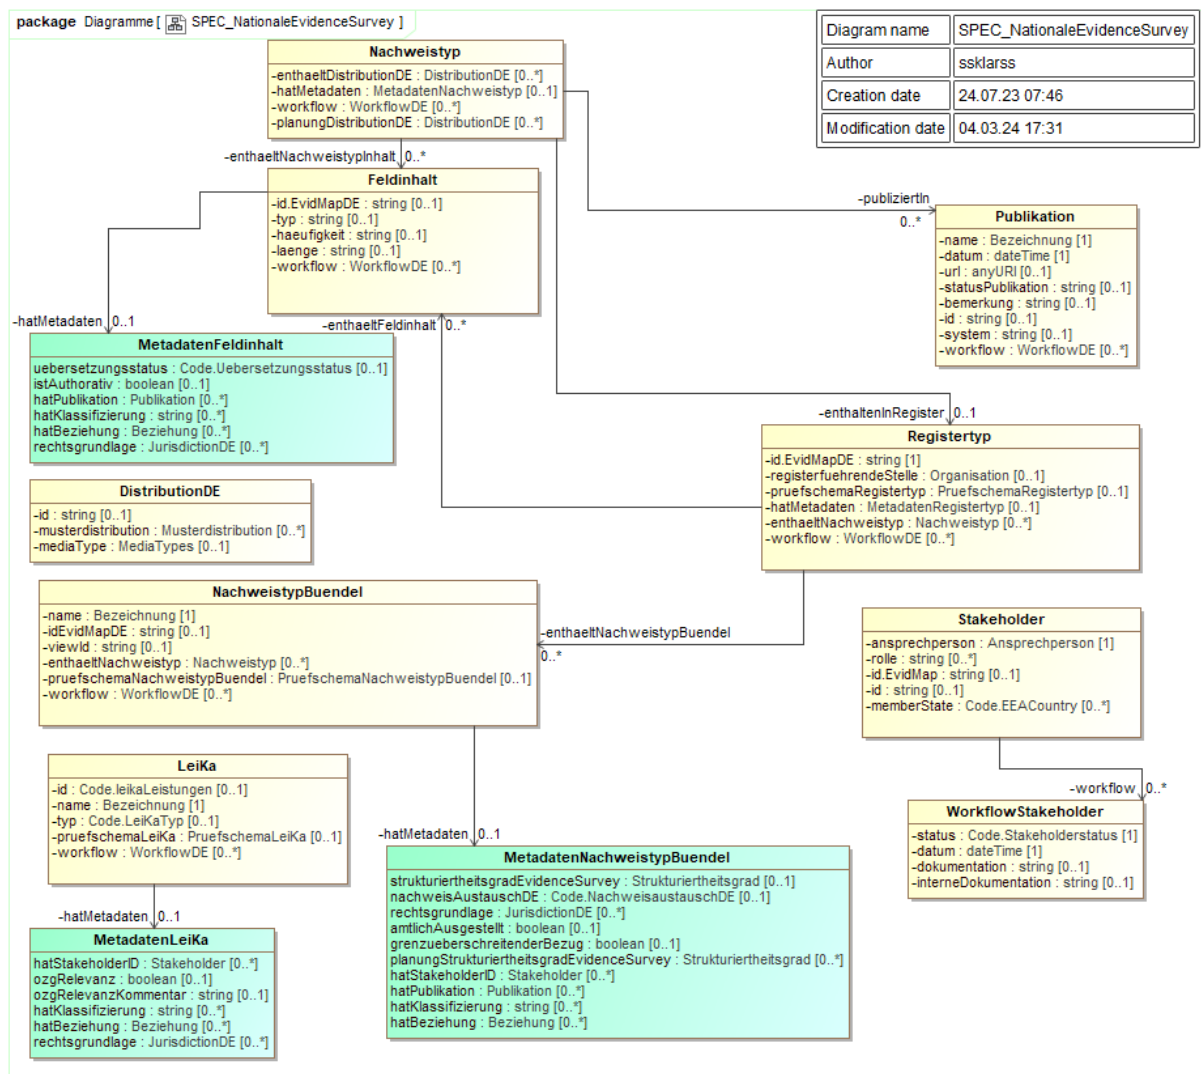 package Diagramme [ SPEC_NationaleEvidenceSurvey ]
Diagram name SPEC_NationaleEvidenceSurvey
Author ssklarss
Creation date 24.07.23 07:46
Modification date 04.03.24 17:31
Nachweistyp
-enthaeltDistributionDE : DistributionDE [0..*]
-hatMetadaten : MetadatenNachweistyp [0..1]
-workflow : WorkflowDE [0..*]
-planungDistributionDE : DistributionDE [0..*]
-enthaeltNachweistypInhalt 0..*
Feldinhalt
-id.EvidMapDE : string [0..1]
-typ : string [0..1]
-haeufigkeit : string [0..1]
-laenge : string [0..1]
-workflow : WorkflowDE [0..*]
-publiziertIn
0..*
Publikation
-name : Bezeichnung [1]
-datum : dateTime [1]
-url : anyURI [0..1]
-statusPublikation : string [0..1]
-bemerkung : string [0..1]
-id : string [0..1]
-system : string [0..1]
-workflow : WorkflowDE [0..*]
-hatMetadaten 0..1
-enthaeltFeldinhalt 0..*
MetadatenFeldinhalt
uebersetzungsstatus : Code.Uebersetzungsstatus [0..1]
istAuthorativ : boolean [0..1]
hatPublikation : Publikation [0..*]
hatKlassifizierung : string [0..*]
hatBeziehung : Beziehung [0..*]
rechtsgrundlage : JurisdictionDE [0..*]
-enthaltenInRegister 0..1
Registertyp
-id.EvidMapDE : string [1]
-registerfuehrendeStelle : Organisation [0..1]
-pruefschemaRegistertyp : PruefschemaRegistertyp [0..1]
-hatMetadaten : MetadatenRegistertyp [0..1]
-enthaeltNachweistyp : Nachweistyp [0..*]
-workflow : WorkflowDE [0..*]
DistributionDE
-id : string [0..1]
-musterdistribution : Musterdistribution [0..*]
-mediaType : MediaTypes [0..1]
NachweistypBuendel
-name : Bezeichnung [1]
-idEvidMapDE : string [0..1]
-viewId : string [0..1]
-enthaeltNachweistyp : Nachweistyp [0..*]
-pruefschemaNachweistypBuendel : PruefschemaNachweistypBuendel [0..1]
-workflow : WorkflowDE [0..*]
-enthaeltNachweistypBuendel
0..*
Stakeholder
-ansprechperson : Ansprechperson [1]
-rolle : string [0..*]
-id.EvidMap : string [0..1]
-id : string [0..1]
-memberState : Code.EEACountry [0..*]
-workflow 0..*
WorkflowStakeholder
-status : Code.Stakeholderstatus [1]
-datum : dateTime [1]
-dokumentation : string [0..1]
-interneDokumentation : string [0..1]
LeiKa
-id : Code.leikaLeistungen [0..1]
-name : Bezeichnung [1]
-typ : Code.LeiKaTyp [0..1]
-pruefschemaLeiKa : PruefschemaLeiKa [0..1]
-workflow : WorkflowDE [0..*]
-hatMetadaten 0..1
MetadatenNachweistypBuendel
strukturiertheitsgradEvidenceSurvey : Strukturiertheitsgrad [0..1]
nachweisAustauschDE : Code.NachweisaustauschDE [0..1]
rechtsgrundlage : JurisdictionDE [0..*]
amtlichAusgestellt : boolean [0..1]
grenzueberschreitenderBezug : boolean [0..1]
planungStrukturiertheitsgradEvidenceSurvey : Strukturiertheitsgrad [0..*]
hatStakeholderID : Stakeholder [0..*]
hatPublikation : Publikation [0..*]
hatKlassifizierung : string [0..*]
hatBeziehung : Beziehung [0..*]
-hatMetadaten 0..1
MetadatenLeiKa
hatStakeholderID : Stakeholder [0..*]
ozgRelevanz : boolean [0..1]
ozgRelevanzKommentar : string [0..1]
hatKlassifizierung : string [0..*]
hatBeziehung : Beziehung [0..*]
rechtsgrundlage : JurisdictionDE [0..*]